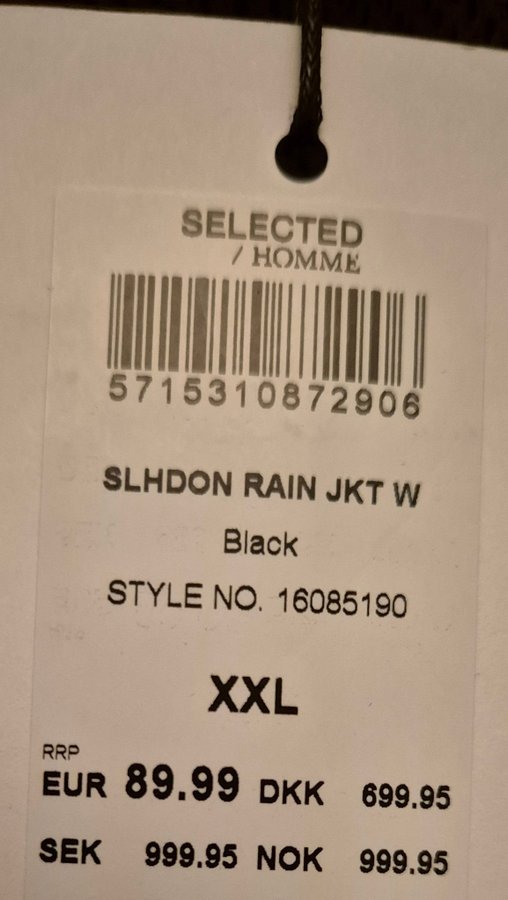 SELECTED
/ HOMME
5715310872906
SLHDON RAIN JKT W
Black
STYLE NO. 16085190
XXL
RRP
EUR 89.99 DKK 699.95
SEK 999.95 NOK 999.95